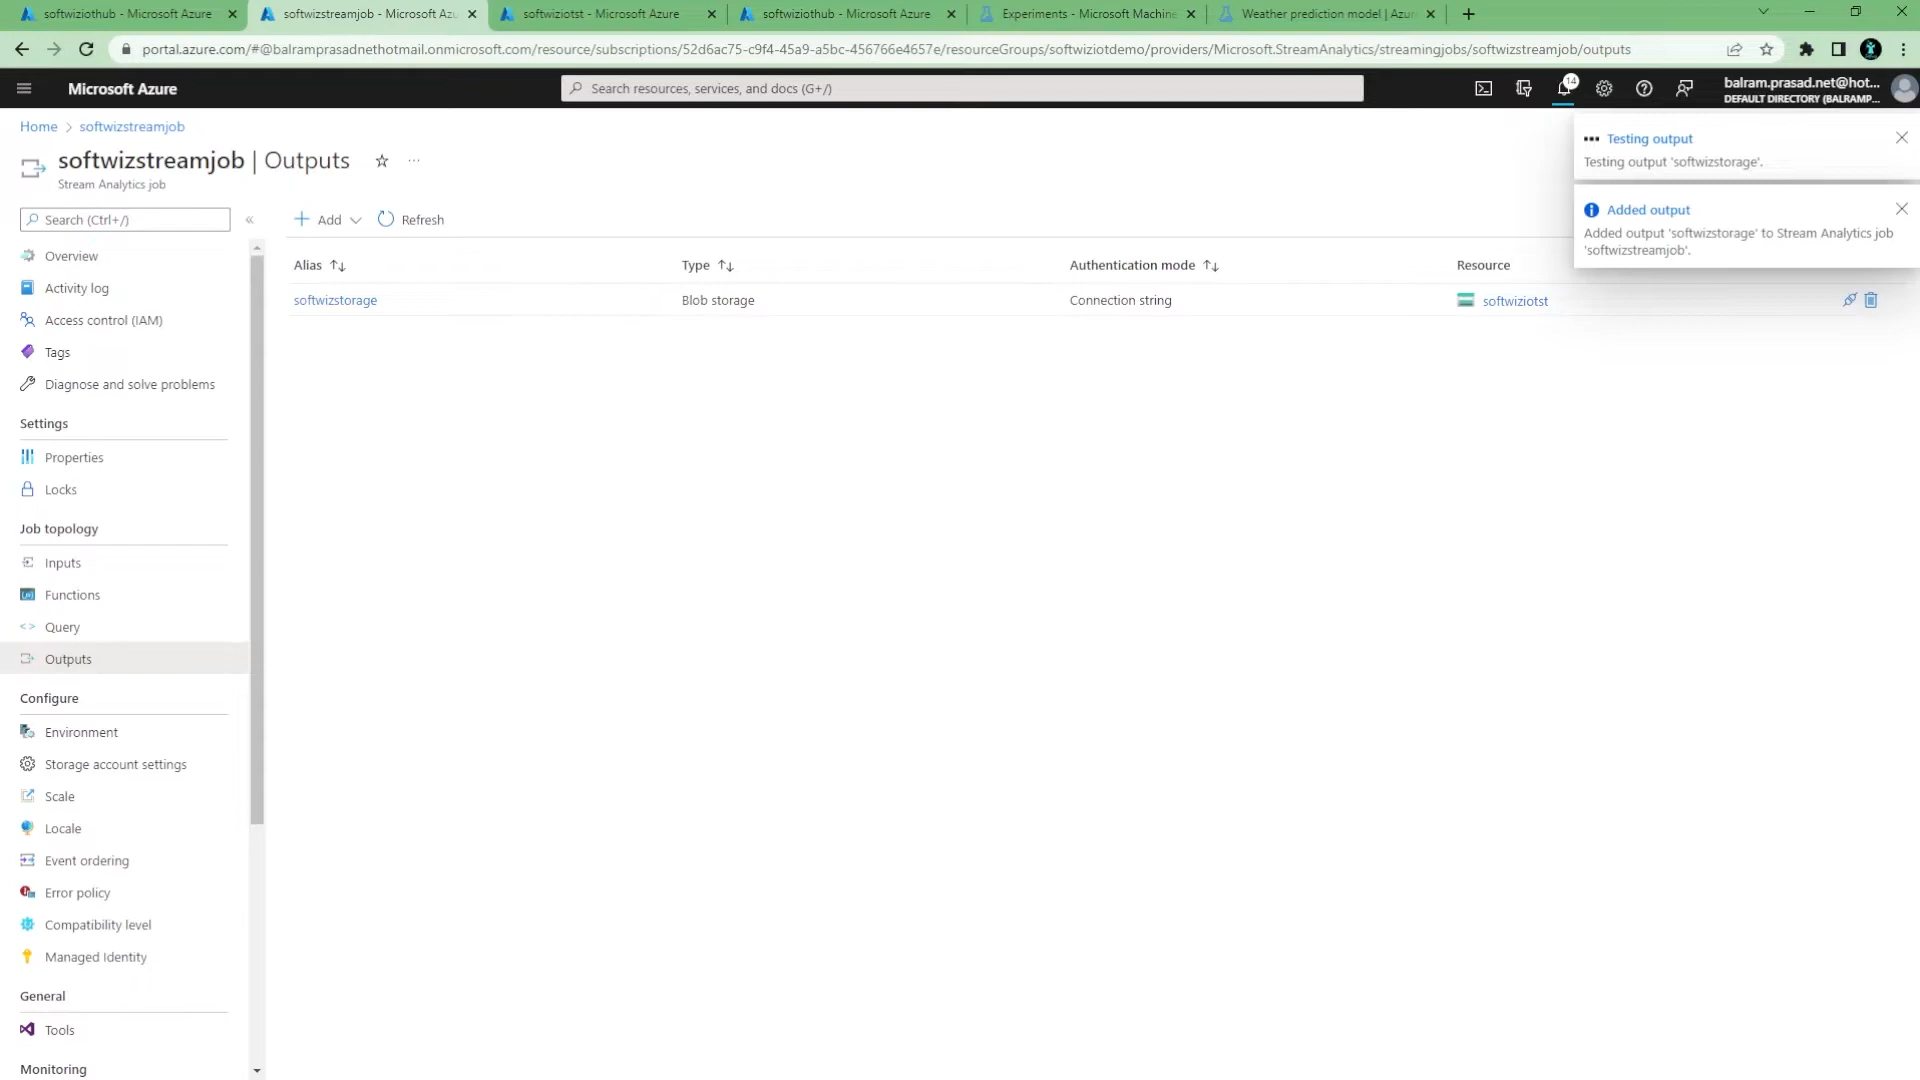 softwiziothub - Microsoft Azure
softwizstreamjob - Microsoft Azu
softwiziotst - Microsoft Azure
softwiziothub - Microsoft Azure
Experiments - Microsoft Machine
Weather prediction model | Azur
portal.azure.com/#@balramprasadnethotmail.onmicrosoft.com/resource/subscriptions/52d6ac75-c9f4-45a9-a5bc-456766e4657e/resourceGroups/softwiziotdemo/providers/Microsoft.StreamAnalytics/streamingjobs/softwizstreamjob/outputs
Microsoft Azure
Search resources, services, and docs (G+/)
14
balram.prasad.net@hot...
DEFAULT DIRECTORY (BALRAMP...
Home > softwizstreamjob
softwizstreamjob | Outputs
Stream Analytics job
Testing output
Testing output 'softwizstorage'.
Added output
Added output 'softwizstorage' to Stream Analytics job
'softwizstreamjob'.
Search (Ctrl+/)
«
Add
Refresh
Alias
Type
Authentication mode
Resource
softwizstorage
Blob storage
Connection string
softwiziotst
Overview
Activity log
Access control (IAM)
Tags
Diagnose and solve problems
Settings
Properties
Locks
Job topology
Inputs
Functions
Query
Outputs
Configure
Environment
Storage account settings
Scale
Locale
Event ordering
Error policy
Compatibility level
Managed Identity
General
Tools
Monitoring